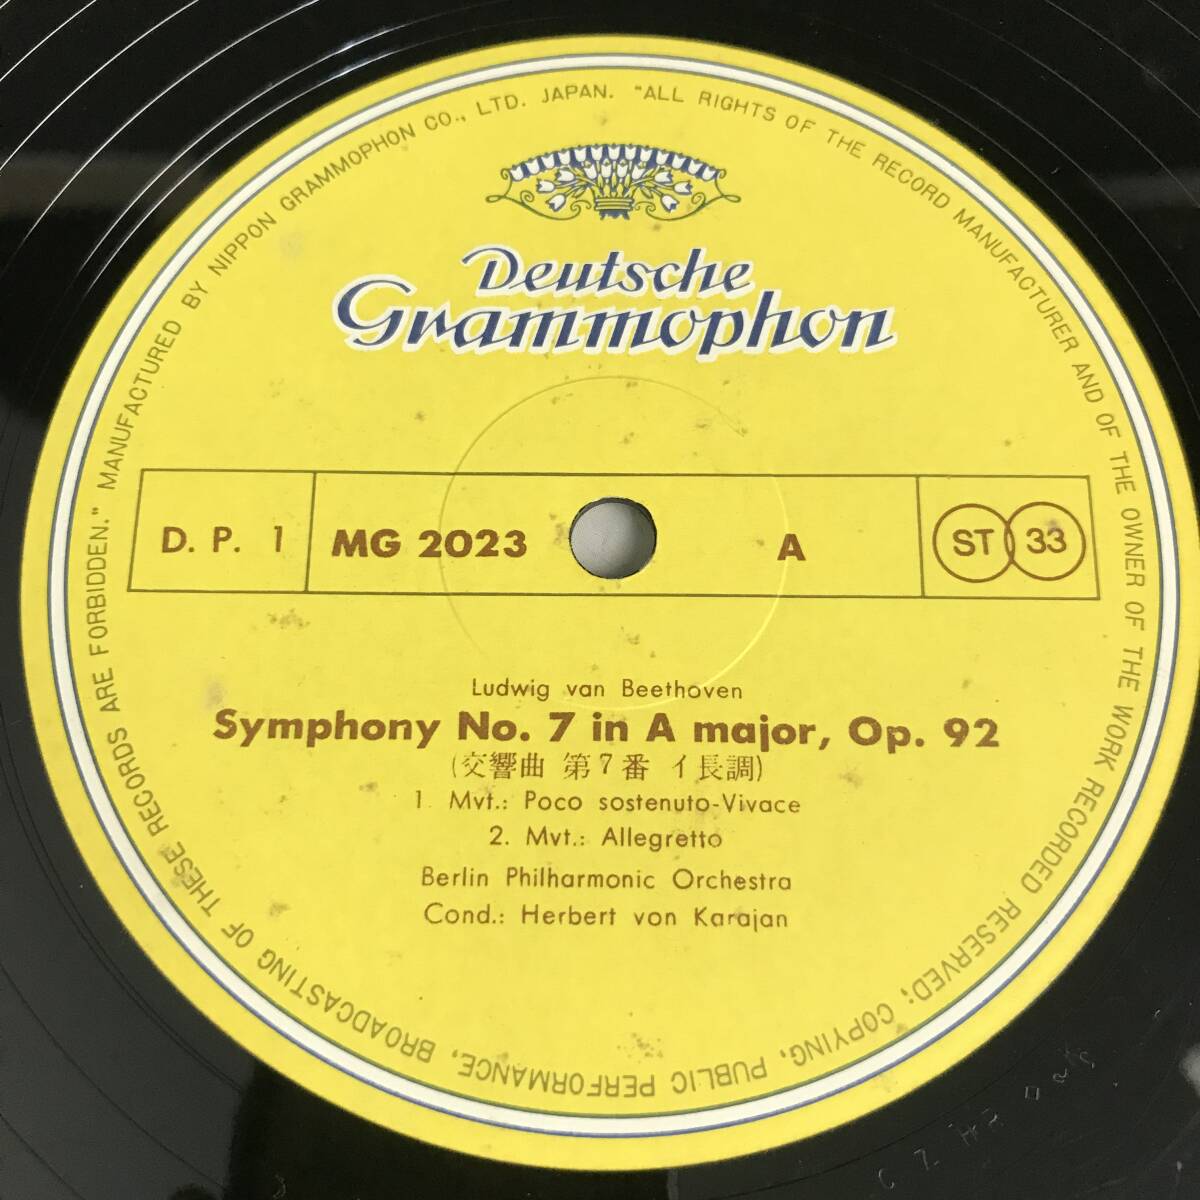 Deutsche
Grammophon
D. P. 1 MG 2023 A ST 33
Ludwig van Beethoven
Symphony No. 7 in A major, Op. 92
(交響曲 第7番 イ長調)
1 Mvt.: Poco sostenuto-Vivace
2. Mvt.: Allegretto
Berlin Philharmonic Orchestra
Cond.: Herbert von Karajan
MANUFACTURED BY NIPPON GRAMMOPHON CO., LTD. JAPAN. "ALL RIGHTS OF THE RECORD MANUFACTURER AND OF THE OWNER OF THE WORK RECORDED RESERVED; COPYING, PUBLIC PERFORMANCE, BROADCASTING OF THESE RECORDS ARE FORBIDDEN."